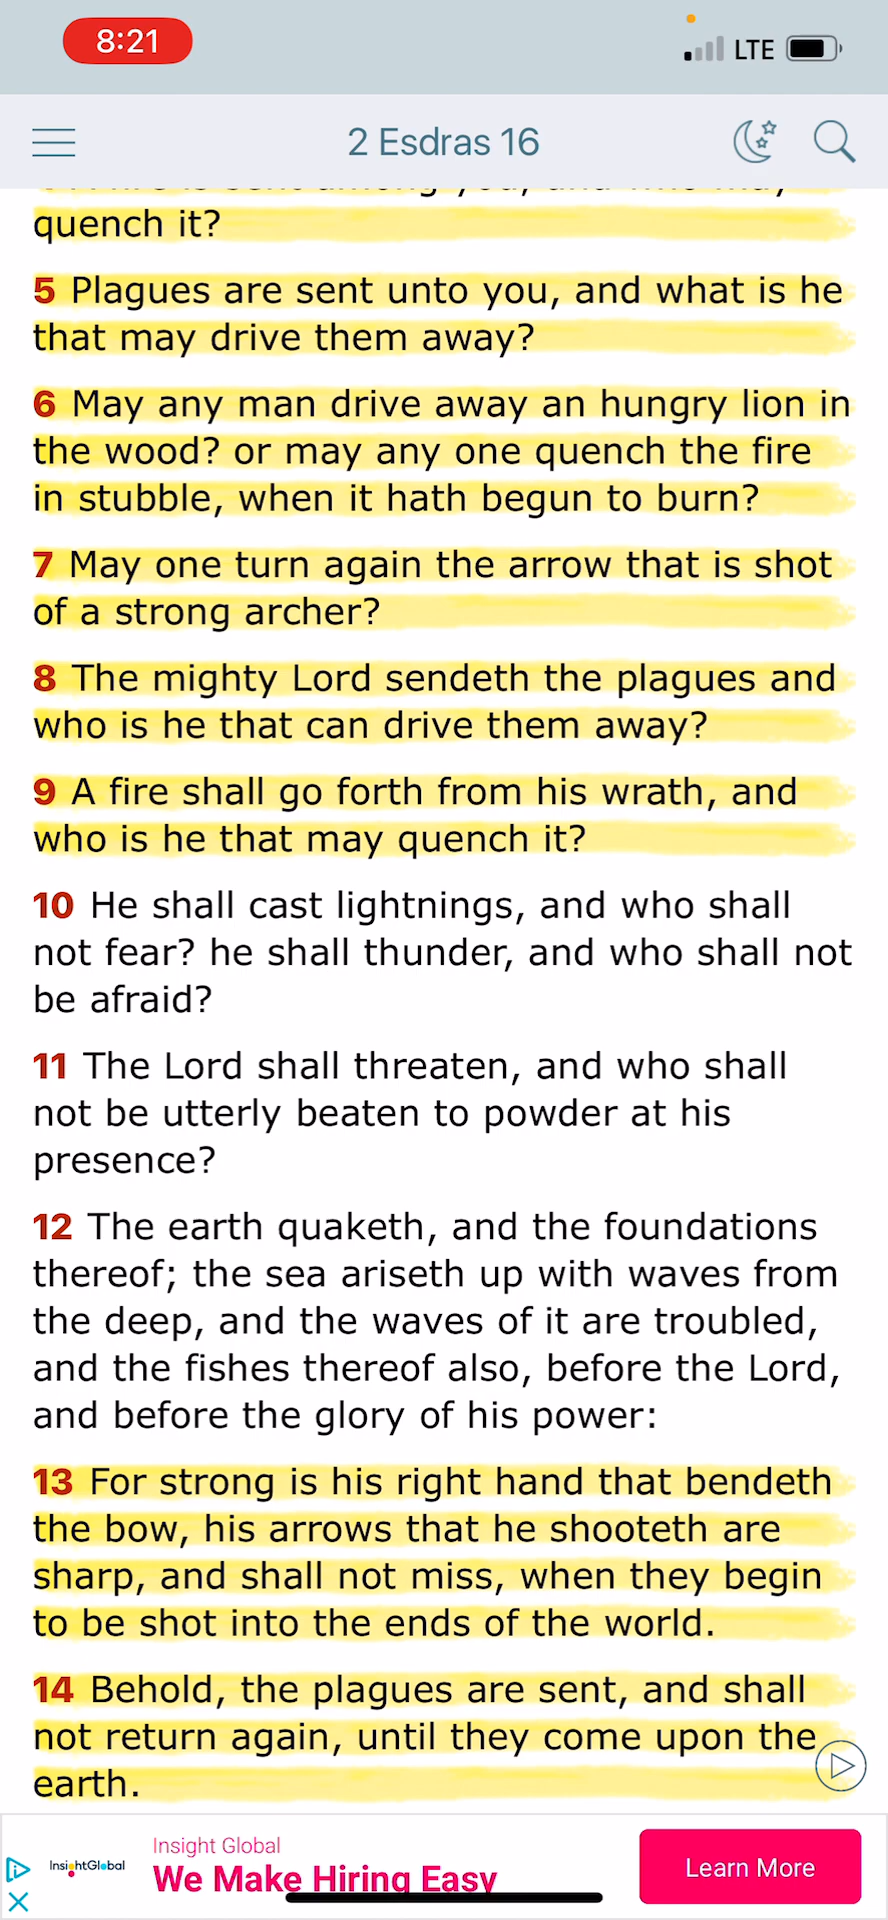 8:21
LTE
2 Esdras 16
quench it?
5 Plagues are sent unto you, and what is he
that may drive them away?
6 May any man drive away an hungry lion in
the wood? or may any one quench the fire
in stubble, when it hath begun to burn?
7 May one turn again the arrow that is shot
of a strong archer?
8 The mighty Lord sendeth the plagues and
who is he that can drive them away?
9 A fire shall go forth from his wrath, and
who is he that may quench it?
10 He shall cast lightnings, and who shall
not fear? he shall thunder, and who shall not
be afraid?
11 The Lord shall threaten, and who shall
not be utterly beaten to powder at his
presence?
12 The earth quaketh, and the foundations
thereof; the sea ariseth up with waves from
the deep, and the waves of it are troubled,
and the fishes thereof also, before the Lord,
and before the glory of his power:
13 For strong is his right hand that bendeth
the bow, his arrows that he shooteth are
sharp, and shall not miss, when they begin
to be shot into the ends of the world.
14 Behold, the plagues are sent, and shall
not return again, until they come upon the
earth.
Insight Global
InsightGlobal
We Make Hiring Easy
Learn More